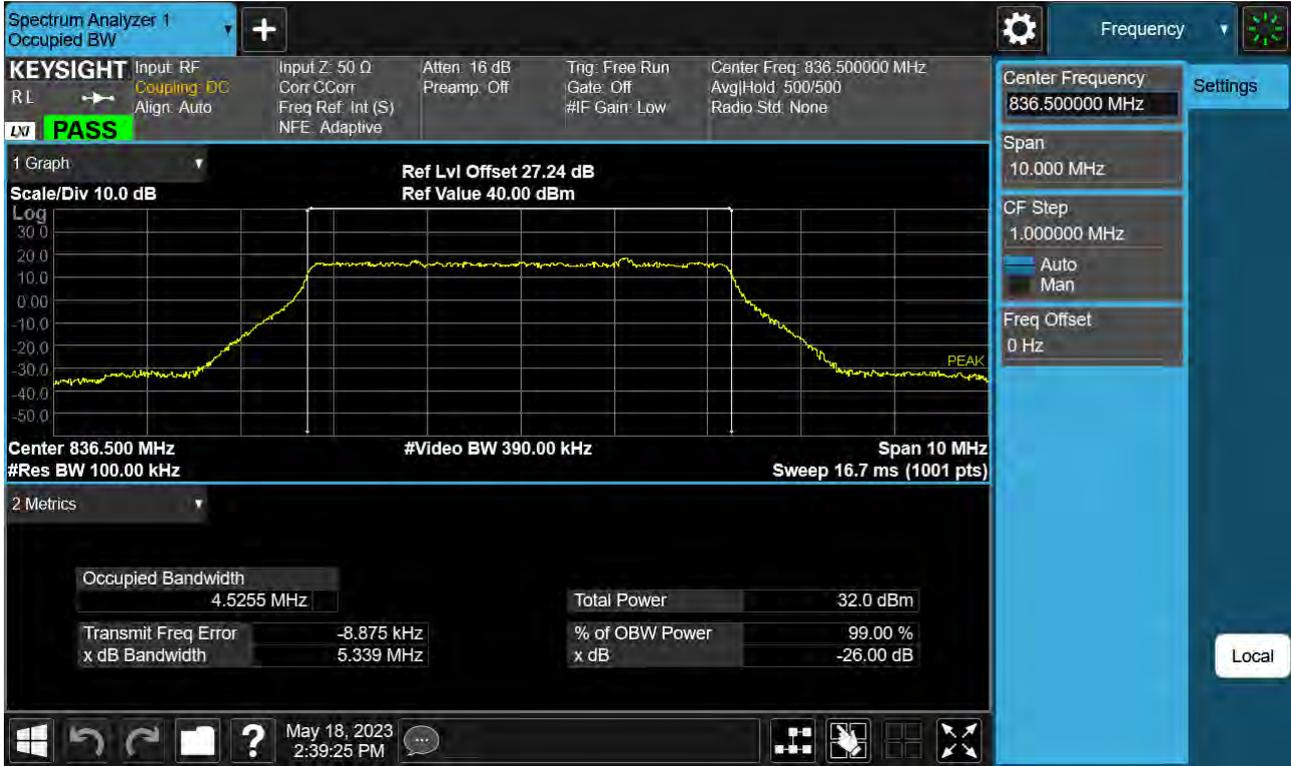 Spectrum Analyzer 1
Occupied BW
+
Frequency
KEYSIGHT
R L
LXI
PASS
Input: RF
Coupling: DC
Align: Auto
Input Z: 50 Ω
Corr CCorr
Freq Ref: Int (S)
NFE: Adaptive
Atten: 16 dB
Preamp: Off
Trig: Free Run
Gate: Off
#IF Gain: Low
Center Freq: 836.500000 MHz
Avg|Hold: 500/500
Radio Std: None
Center Frequency
836.500000 MHz
Settings
Span
10.000 MHz
CF Step
1.000000 MHz
Auto
Man
Freq Offset
0 Hz
1 Graph
Scale/Div 10.0 dB
Ref Lvl Offset 27.24 dB
Ref Value 40.00 dBm
Log
30.0
20.0
10.0
0.00
-10.0
-20.0
-30.0
-40.0
-50.0
PEAK
Center 836.500 MHz
#Video BW 390.00 kHz
Span 10 MHz
#Res BW 100.00 kHz
Sweep 16.7 ms (1001 pts)
2 Metrics
Occupied Bandwidth
4.5255 MHz
Total Power 32.0 dBm
Transmit Freq Error -8.875 kHz
% of OBW Power 99.00 %
x dB Bandwidth 5.339 MHz
x dB -26.00 dB
Local
?
May 18, 2023
2:39:25 PM